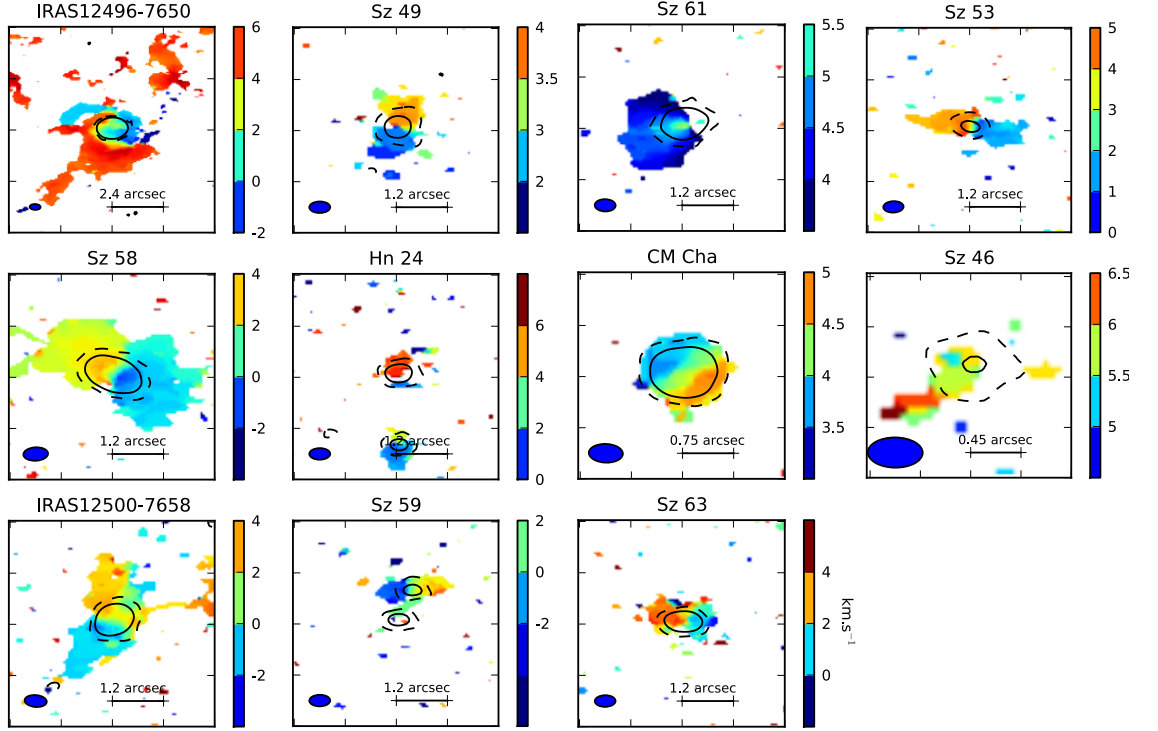 IRAS12496-7650
6
4
2
0
-2
2.4 arcsec
Sz 49
4
3.5
3
2
1.2 arcsec
Sz 61
5.5
5
4.5
4
1.2 arcsec
Sz 53
5
4
3
2
1
0
1.2 arcsec
Sz 58
4
2
0
-2
1.2 arcsec
Hn 24
6
4
2
0
1.2 arcsec
CM Cha
5
4.5
4
3.5
0.75 arcsec
Sz 46
6.5
6
5.5
5
0.45 arcsec
IRAS12500-7658
4
2
0
-2
1.2 arcsec
Sz 59
2
0
-2
1.2 arcsec
Sz 63
4
2
0
km.s⁻¹
1.2 arcsec